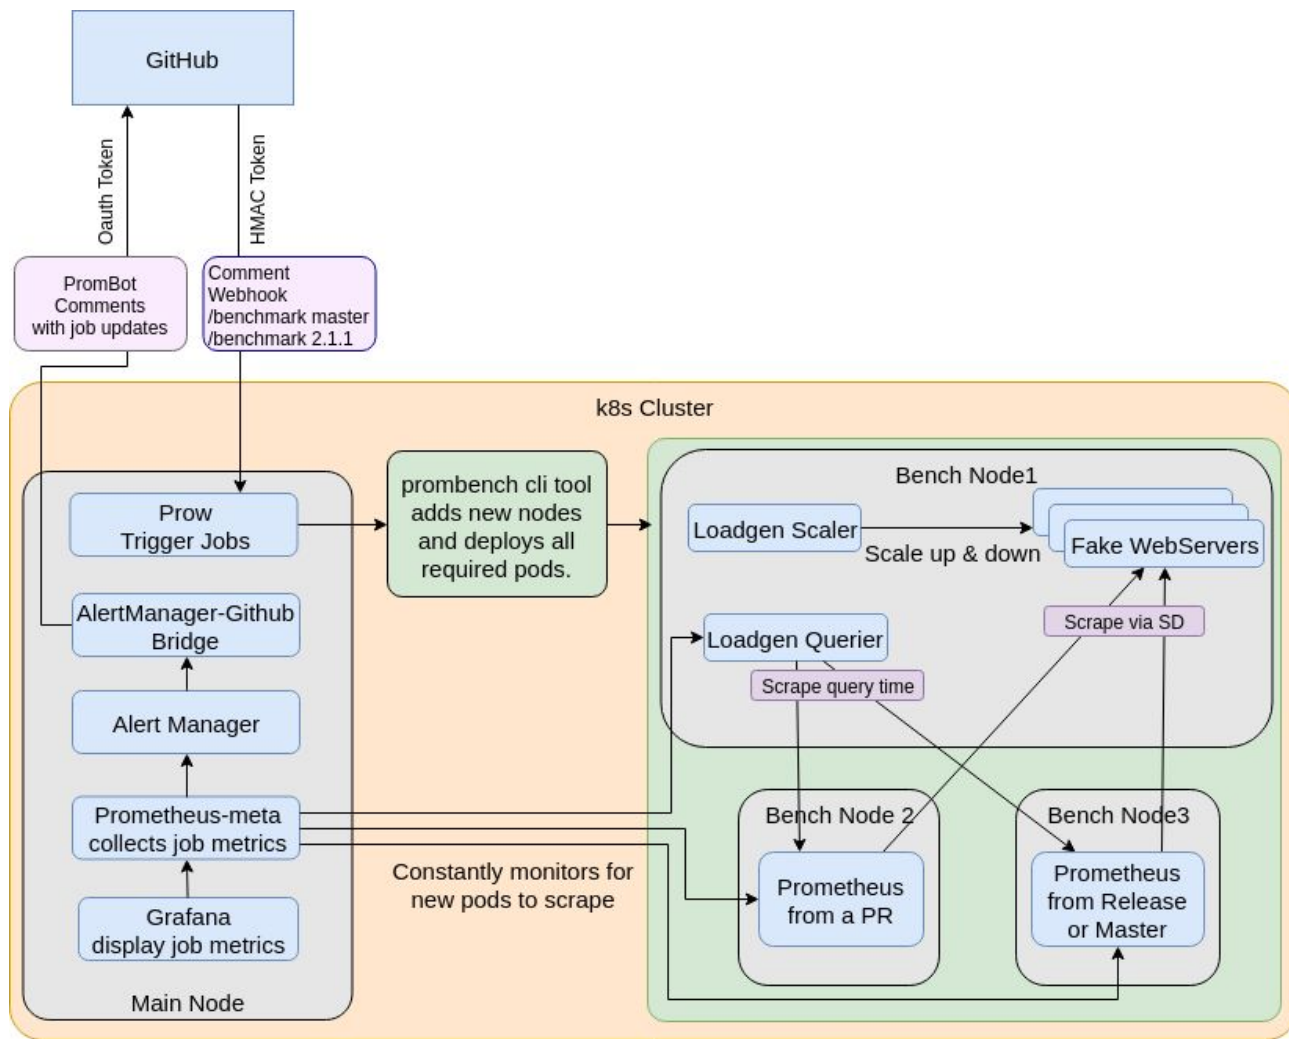 GitHub
Oauth Token
HMAC Token
PromBot
Comments
with job updates
Comment
Webhook
/benchmark master
/benchmark 2.1.1
k8s Cluster
Prow
Trigger Jobs
AlertManager-Github
Bridge
Alert Manager
Prometheus-meta
collects job metrics
Grafana
display job metrics
Main Node
prombench cli tool
adds new nodes
and deploys all
required pods.
Constantly monitors for
new pods to scrape
Bench Node1
Loadgen Scaler
Scale up & down
Fake WebServers
Scrape via SD
Loadgen Querier
Scrape query time
Bench Node 2
Prometheus
from a PR
Bench Node3
Prometheus
from Release
or Master